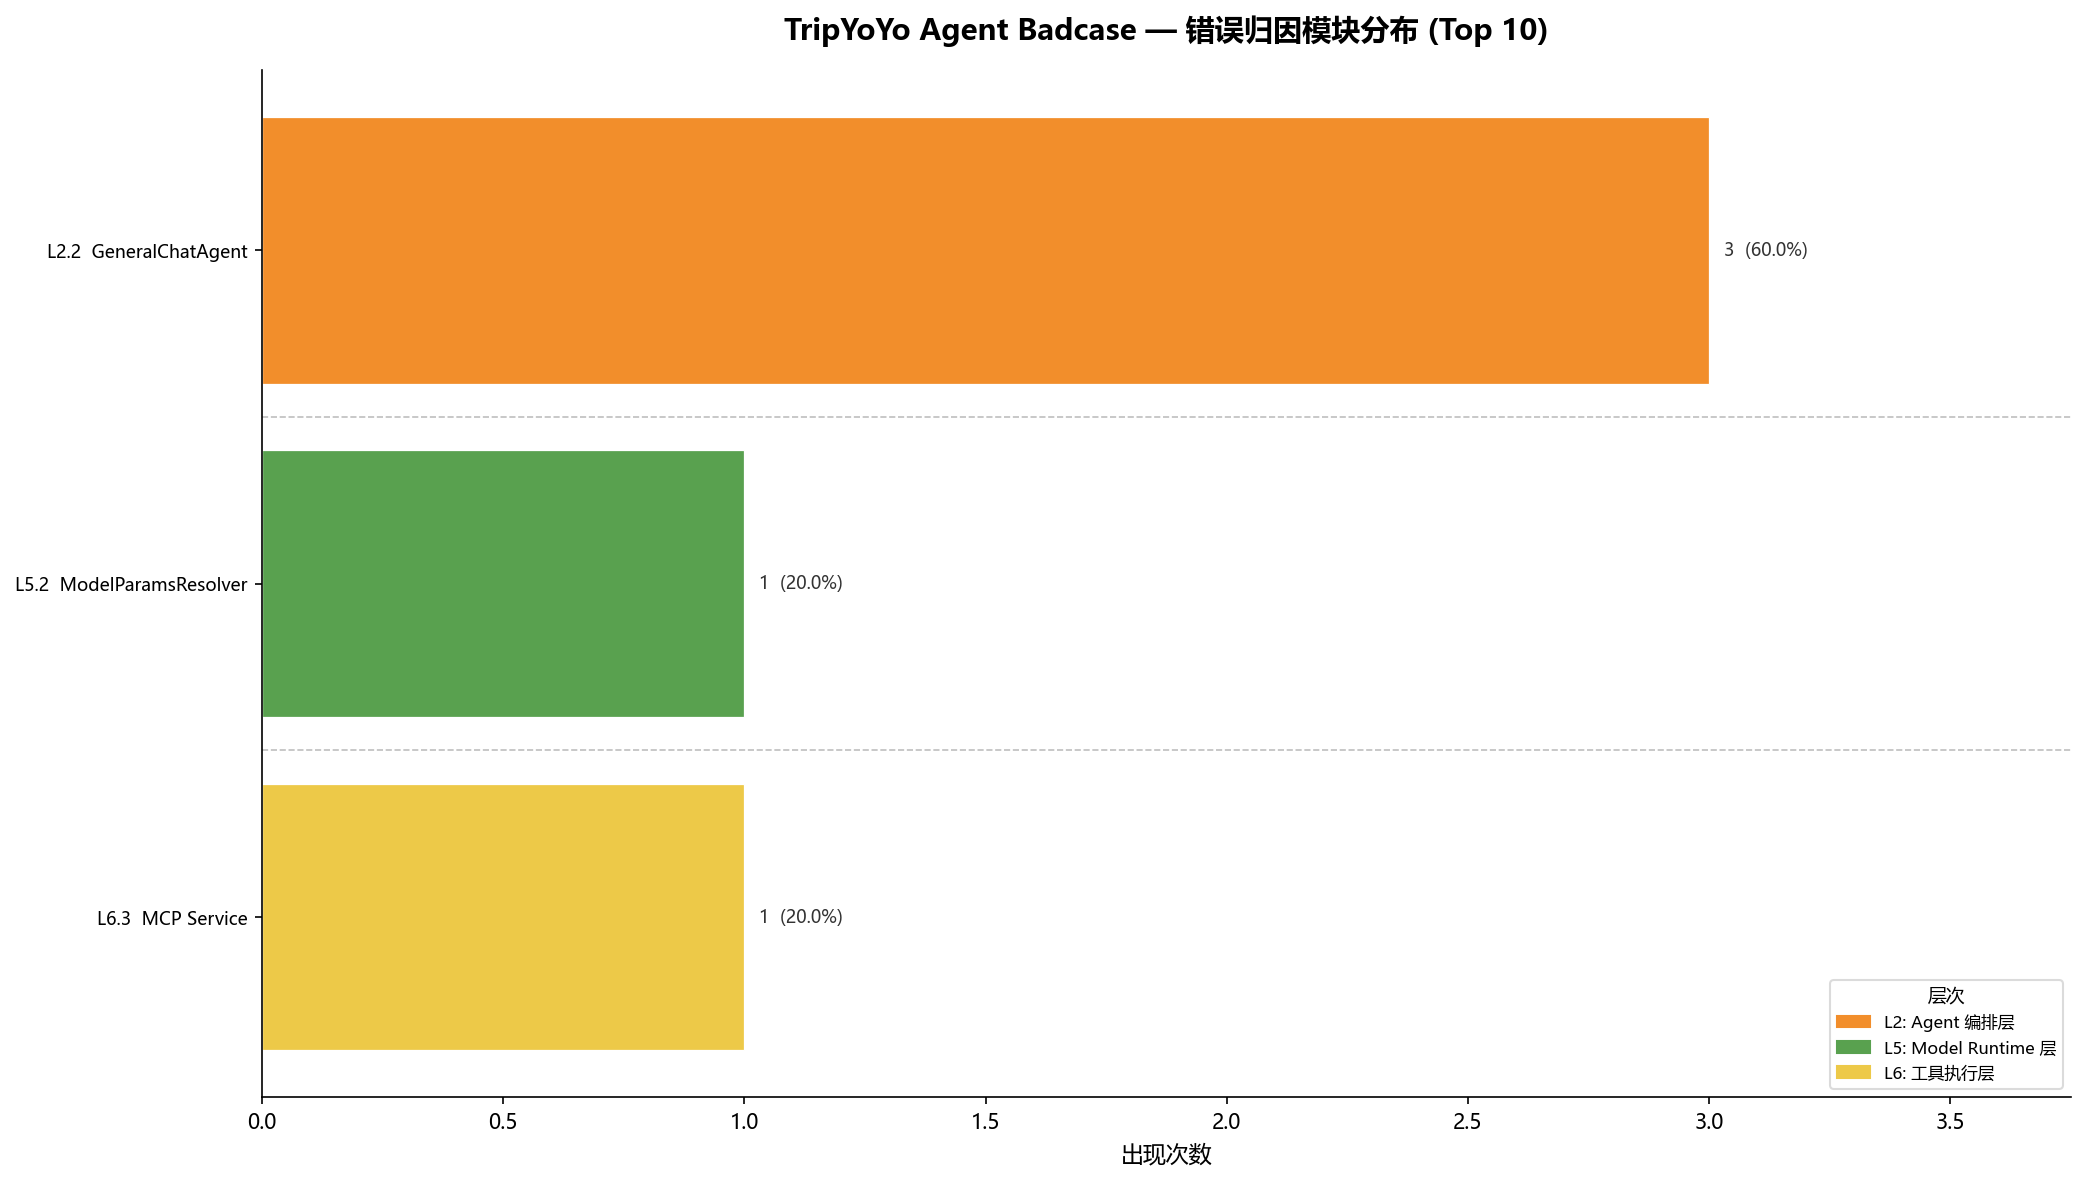 TripYoYo Agent Badcase — 错误归因模块分布 (Top 10)
L2.2  GeneralChatAgent
3  (60.0%)
L5.2  ModelParamsResolver
1  (20.0%)
L6.3  MCP Service
1  (20.0%)
层次
L2: Agent 编排层
L5: Model Runtime 层
L6: 工具执行层
0.0 0.5 1.0 1.5 2.0 2.5 3.0 3.5
出现次数